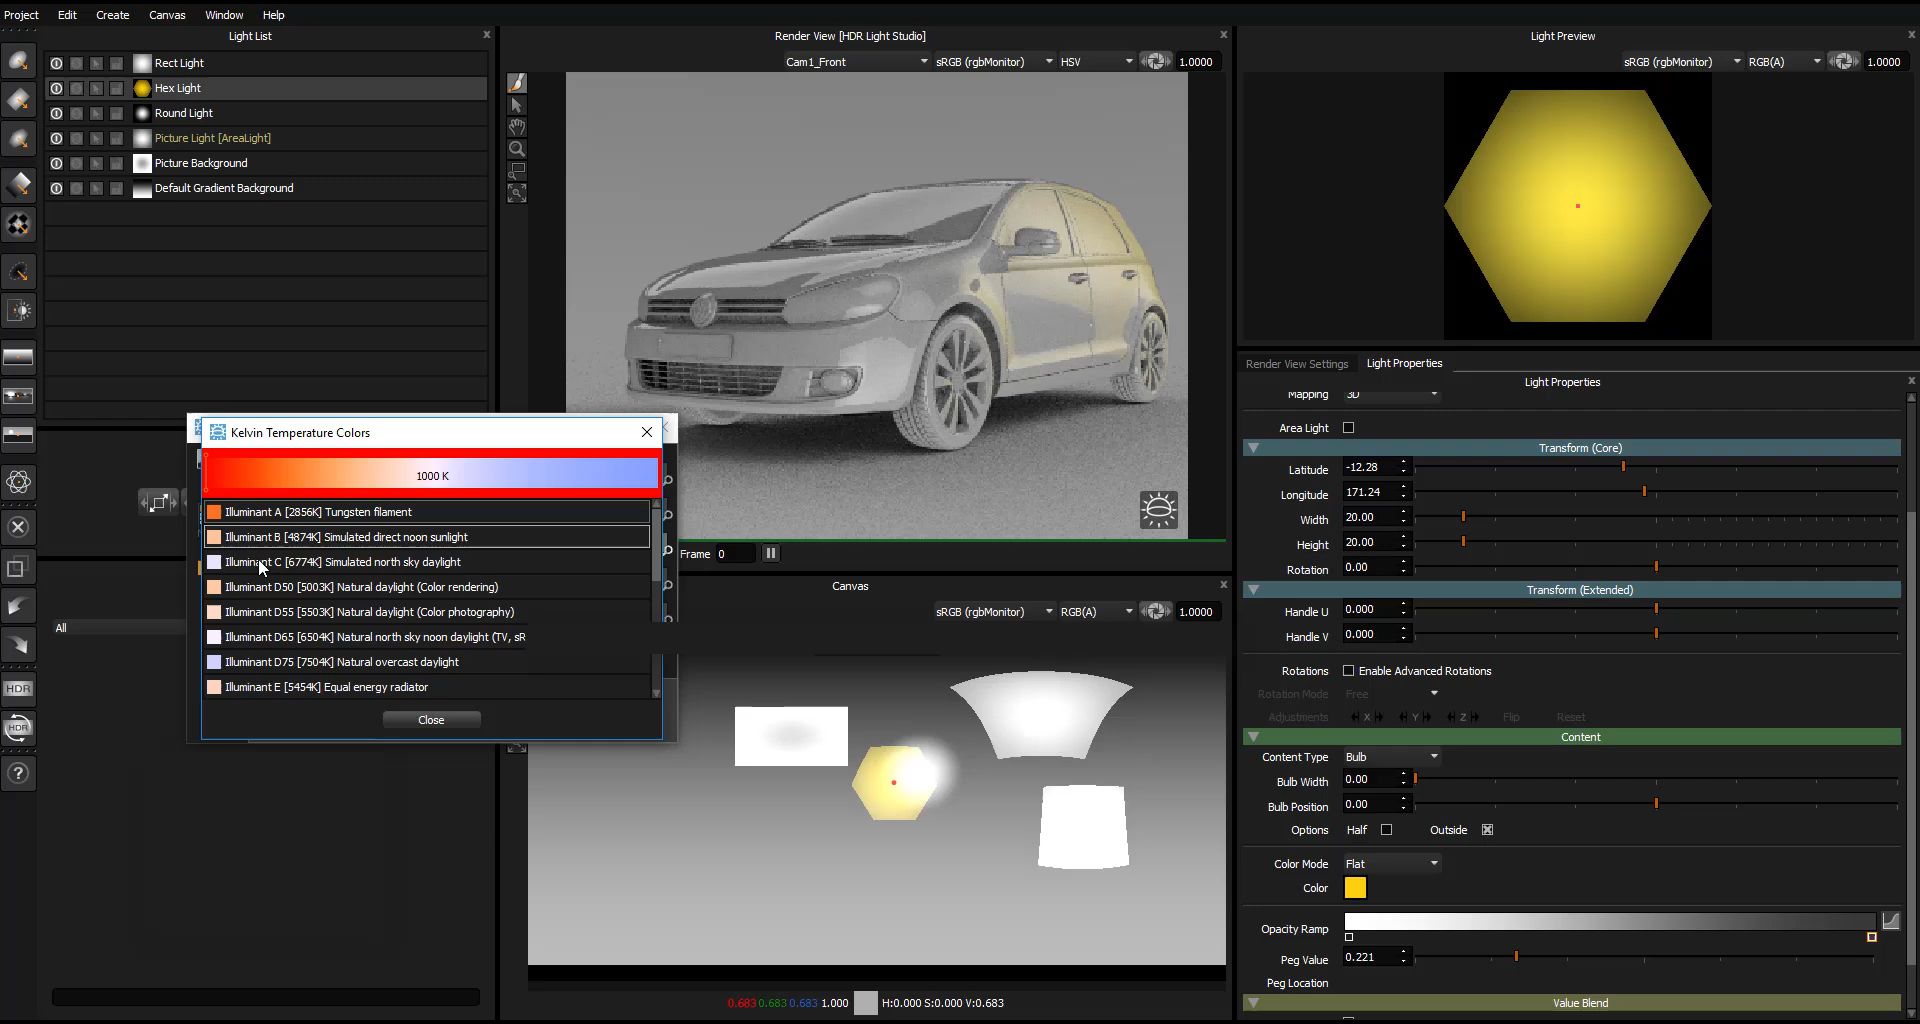 Project Edit Create Canvas Window Help
Light List
Rect Light
Hex Light
Round Light
Picture Light [AreaLight]
Picture Background
Default Gradient Background
Render View [HDR Light Studio]
Cam1_Front sRGB (rgbMonitor) HSV 1.0000
Light Preview
sRGB (rgbMonitor) RGB(A) 1.0000
Kelvin Temperature Colors
1000 K
Illuminant A [2856K] Tungsten filament
Illuminant B [4874K] Simulated direct noon sunlight
Illuminant C [6774K] Simulated north sky daylight
Illuminant D50 [5003K] Natural daylight (Color rendering)
Illuminant D55 [5503K] Natural daylight (Color photography)
Illuminant D65 [6504K] Natural north sky noon daylight (TV, sR
Illuminant D75 [7504K] Natural overcast daylight
Illuminant E [5454K] Equal energy radiator
Close
All
HDR
HDR
Frame 0
Canvas
sRGB (rgbMonitor) RGB(A) 1.0000
0.683 0.683 0.683 1.000 H:0.000 S:0.000 V:0.683
Render View Settings Light Properties
Light Properties
Mapping 3D
Area Light
Transform (Core)
Latitude -12.28
Longitude 171.24
Width 20.00
Height 20.00
Rotation 0.00
Transform (Extended)
Handle U 0.000
Handle V 0.000
Rotations Enable Advanced Rotations
Rotation Mode Free
Adjustments X Y Z Flip Reset
Content
Content Type Bulb
Bulb Width 0.00
Bulb Position 0.00
Options Half Outside
Color Mode Flat
Color
Opacity Ramp
Peg Value 0.221
Peg Location
Value Blend